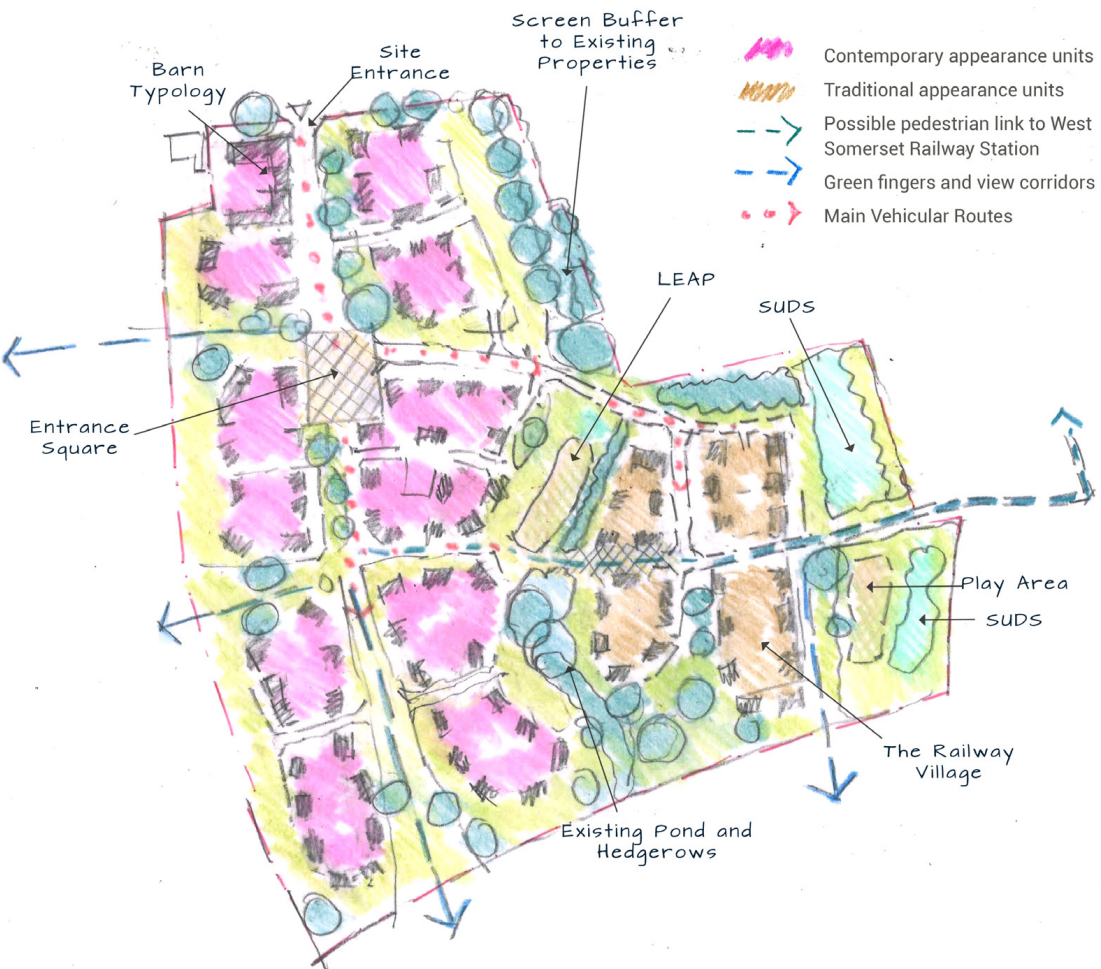 Screen Buffer
to Existing
Properties
Site
Entrance
Barn
Typology
Contemporary appearance units
Traditional appearance units
Possible pedestrian link to West
Somerset Railway Station
Green fingers and view corridors
Main Vehicular Routes
LEAP
SUDS
Entrance
Square
Play Area
SUDS
The Railway
Village
Existing Pond and
Hedgerows